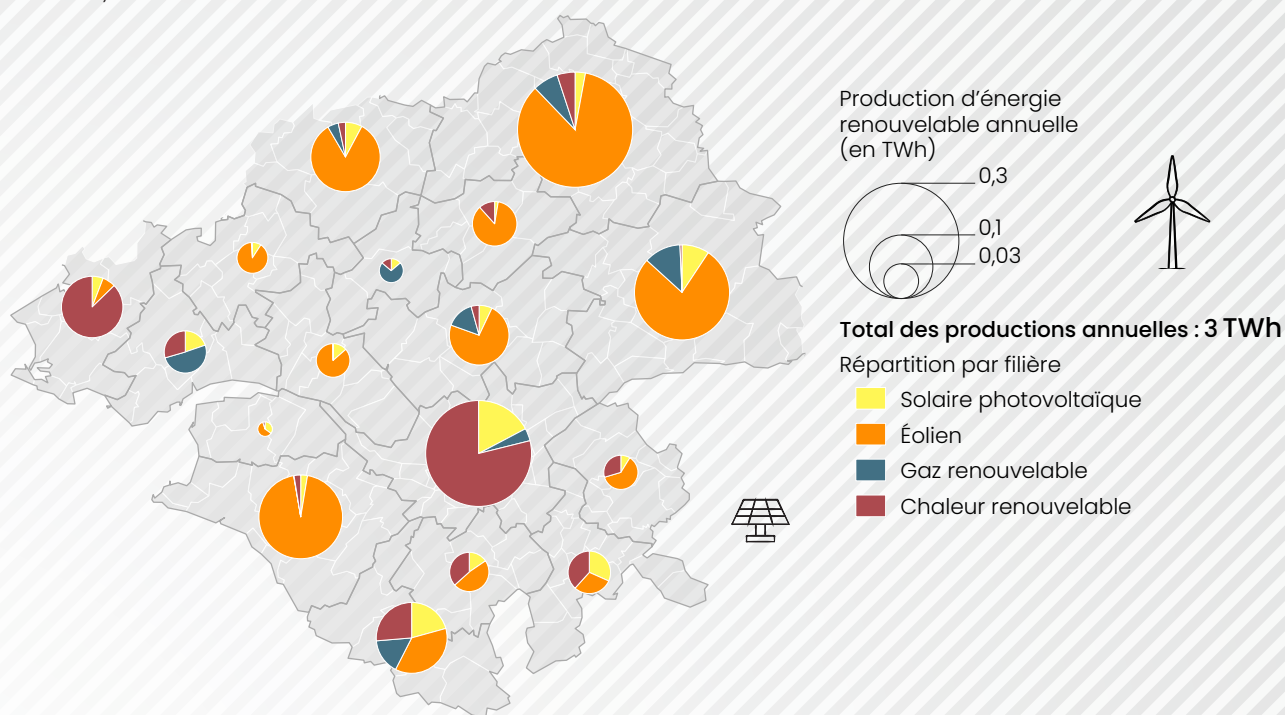 Production d’énergie
renouvelable annuelle
(en TWh)
0,3
0,1
0,03
Total des productions annuelles : 3 TWh
Répartition par filière
Solaire photovoltaïque
Éolien
Gaz renouvelable
Chaleur renouvelable